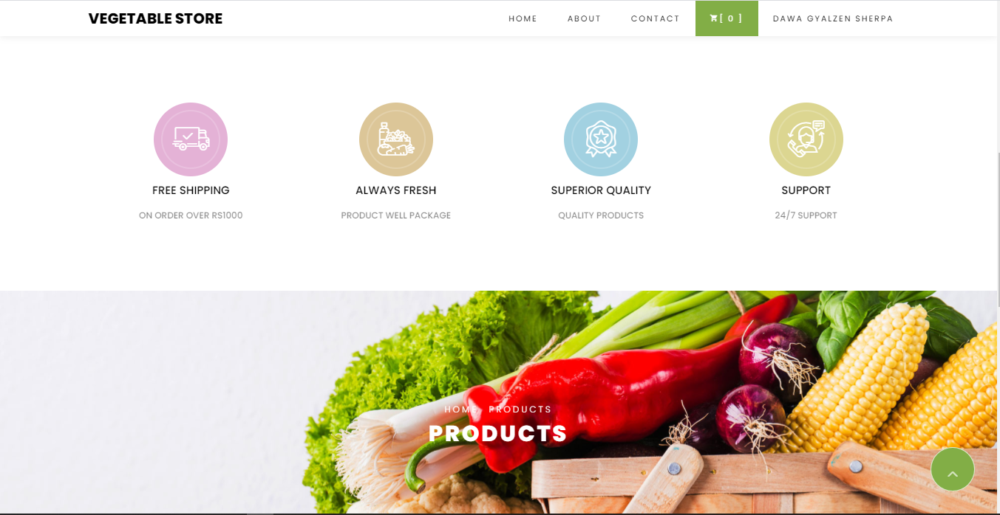 VEGETABLE STORE
HOME
ABOUT
CONTACT
[ 0 ]
DAWA GYALZEN SHERPA
FREE SHIPPING
ON ORDER OVER RS1000
ALWAYS FRESH
PRODUCT WELL PACKAGE
SUPERIOR QUALITY
QUALITY PRODUCTS
SUPPORT
24/7 SUPPORT
HOME PRODUCTS
PRODUCTS